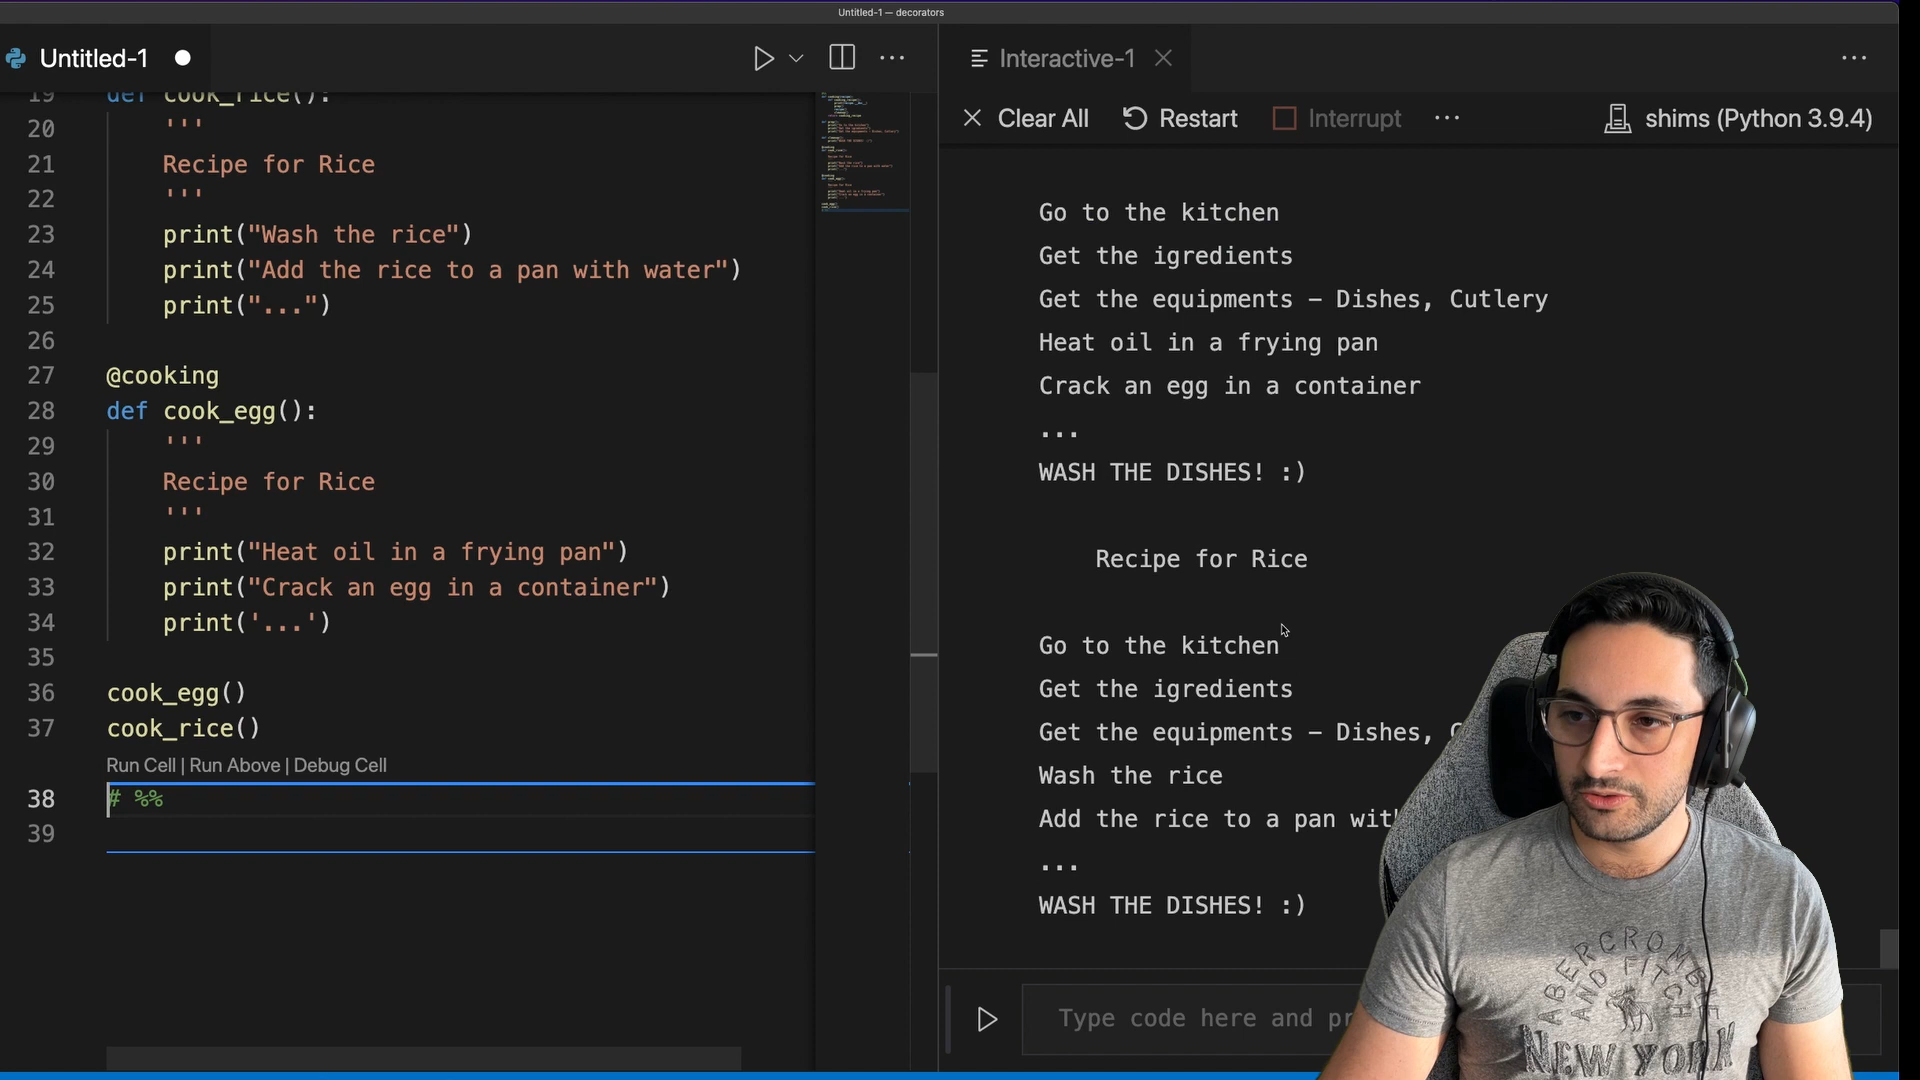 Untitled-1 — decorators
Untitled-1
19 def cook_rice():
20 '''
21 Recipe for Rice
22 '''
23 print("Wash the rice")
24 print("Add the rice to a pan with water")
25 print("...")
26
27 @cooking
28 def cook_egg():
29 '''
30 Recipe for Rice
31 '''
32 print("Heat oil in a frying pan")
33 print("Crack an egg in a container")
34 print('...')
35
36 cook_egg()
37 cook_rice()
Run Cell | Run Above | Debug Cell
38 # %%
39
Interactive-1
Clear All Restart Interrupt ... shims (Python 3.9.4)
Go to the kitchen
Get the igredients
Get the equipments – Dishes, Cutlery
Heat oil in a frying pan
Crack an egg in a container
...
WASH THE DISHES! :)
Recipe for Rice
Go to the kitchen
Get the igredients
Get the equipments – Dishes,
Wash the rice
Add the rice to a pan
...
WASH THE DISHES! :)
Type code here and
ABERCROMBIE
AND FITCH
NEW YORK